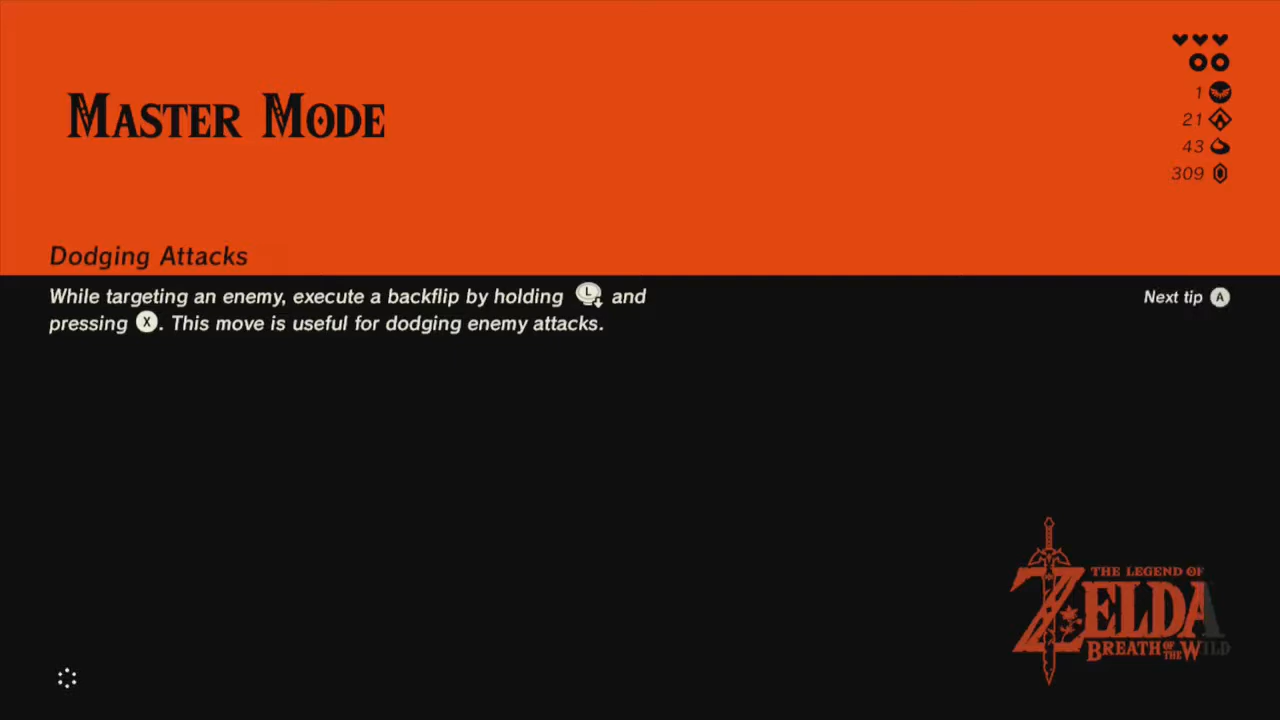 MASTER MODE
1
21
43
309
Dodging Attacks
While targeting an enemy, execute a backflip by holding L and
pressing X. This move is useful for dodging enemy attacks.
Next tip A
THE LEGEND OF
ZELDA
BREATH OF THE WILD